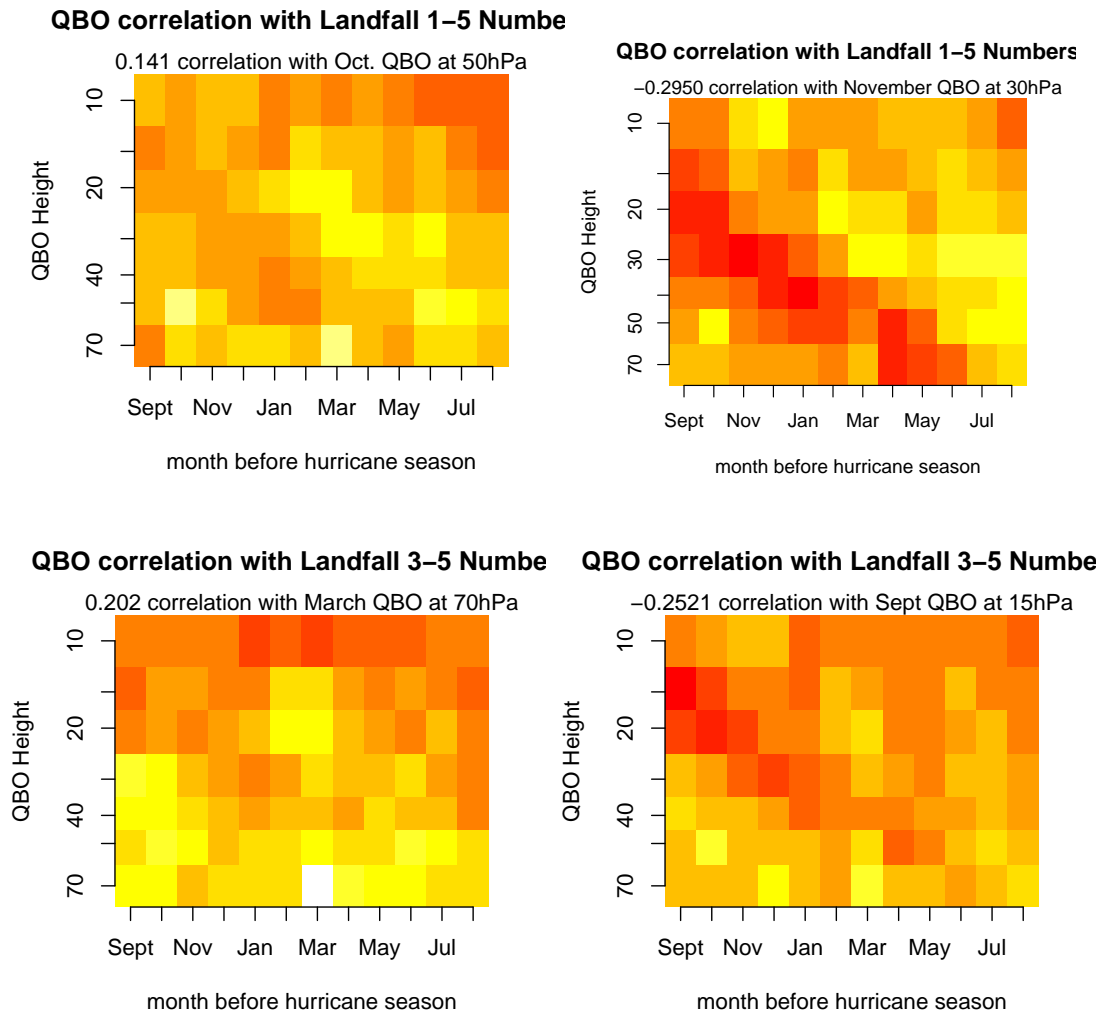 QBO correlation with Landfall 1−5 Numbe
0.141 correlation with Oct. QBO at 50hPa
QBO Height
10
20
40
70
Sept Nov Jan Mar May Jul
month before hurricane season
QBO correlation with Landfall 1−5 Numbers
−0.2950 correlation with November QBO at 30hPa
QBO Height
10
20
30
50
70
Sept Nov Jan Mar May Jul
month before hurricane season
QBO correlation with Landfall 3−5 Numbe
0.202 correlation with March QBO at 70hPa
QBO Height
10
20
40
70
Sept Nov Jan Mar May Jul
month before hurricane season
QBO correlation with Landfall 3−5 Numbe
−0.2521 correlation with Sept QBO at 15hPa
QBO Height
10
20
40
70
Sept Nov Jan Mar May Jul
month before hurricane season